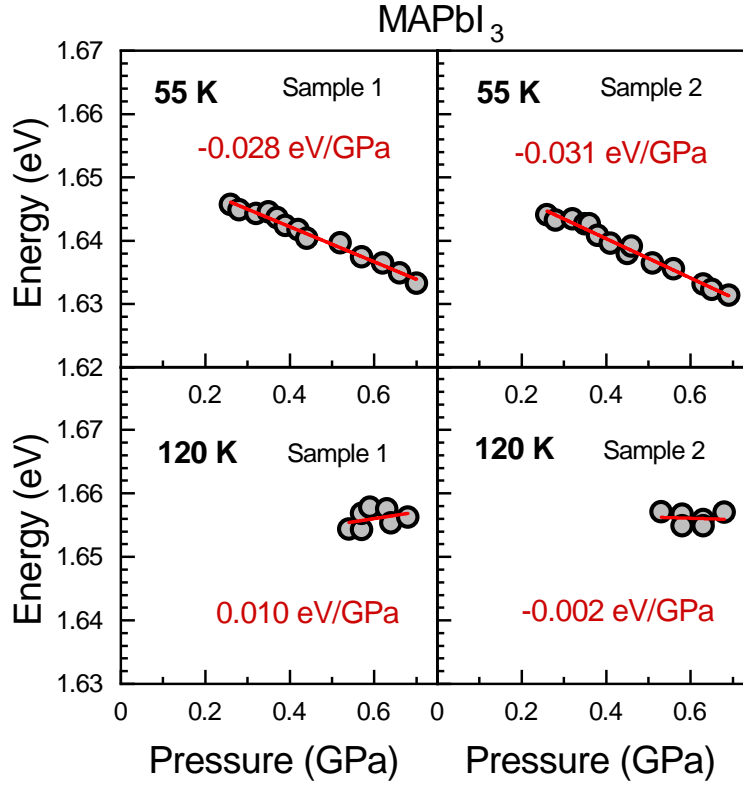 MAPbI3
1.67
1.66
1.65
1.64
1.63
1.62
Energy (eV)
55 K Sample 1
-0.028 eV/GPa
0.2 0.4 0.6
55 K Sample 2
-0.031 eV/GPa
0.2 0.4 0.6
1.67
1.66
1.65
1.64
1.63
Energy (eV)
120 K Sample 1
0.010 eV/GPa
0 0.2 0.4 0.6
Pressure (GPa)
120 K Sample 2
-0.002 eV/GPa
0 0.2 0.4 0.6
Pressure (GPa)